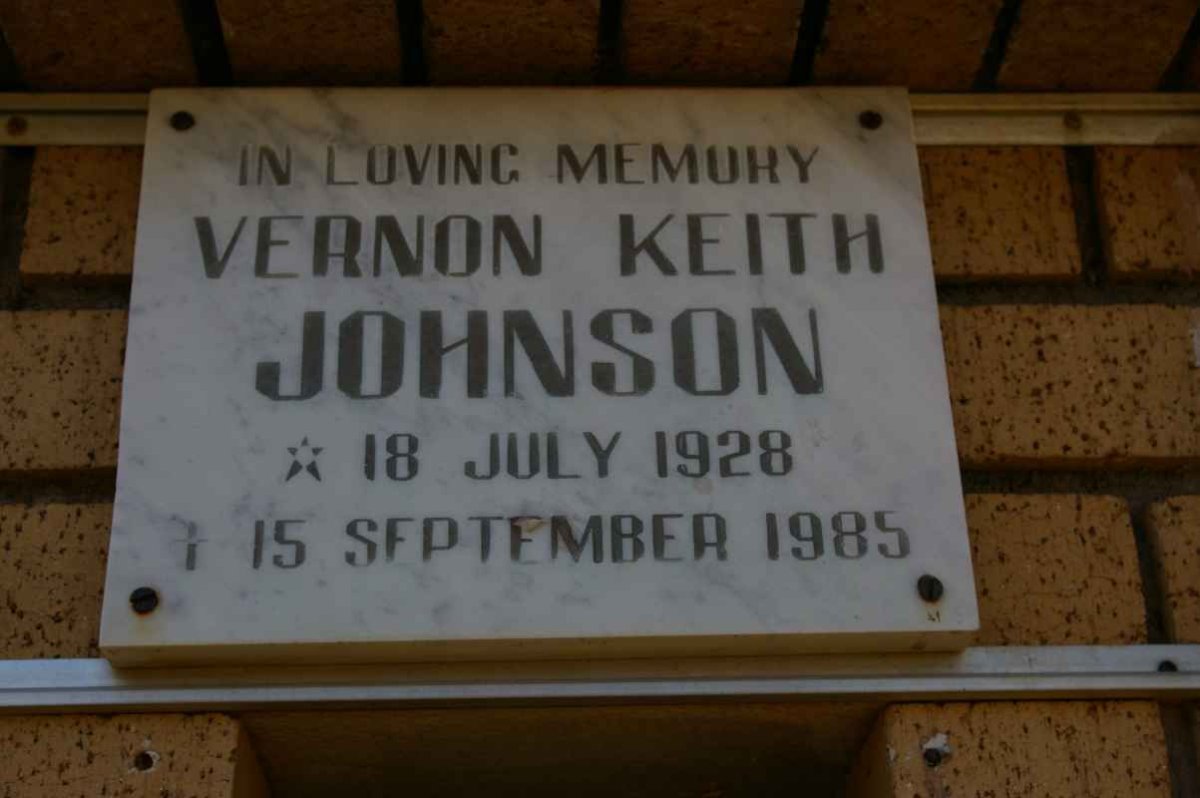 IN LOVING MEMORY
VERNON KEITH
JOHNSON
★ 18 JULY 1928
† 15 SEPTEMBER 1985